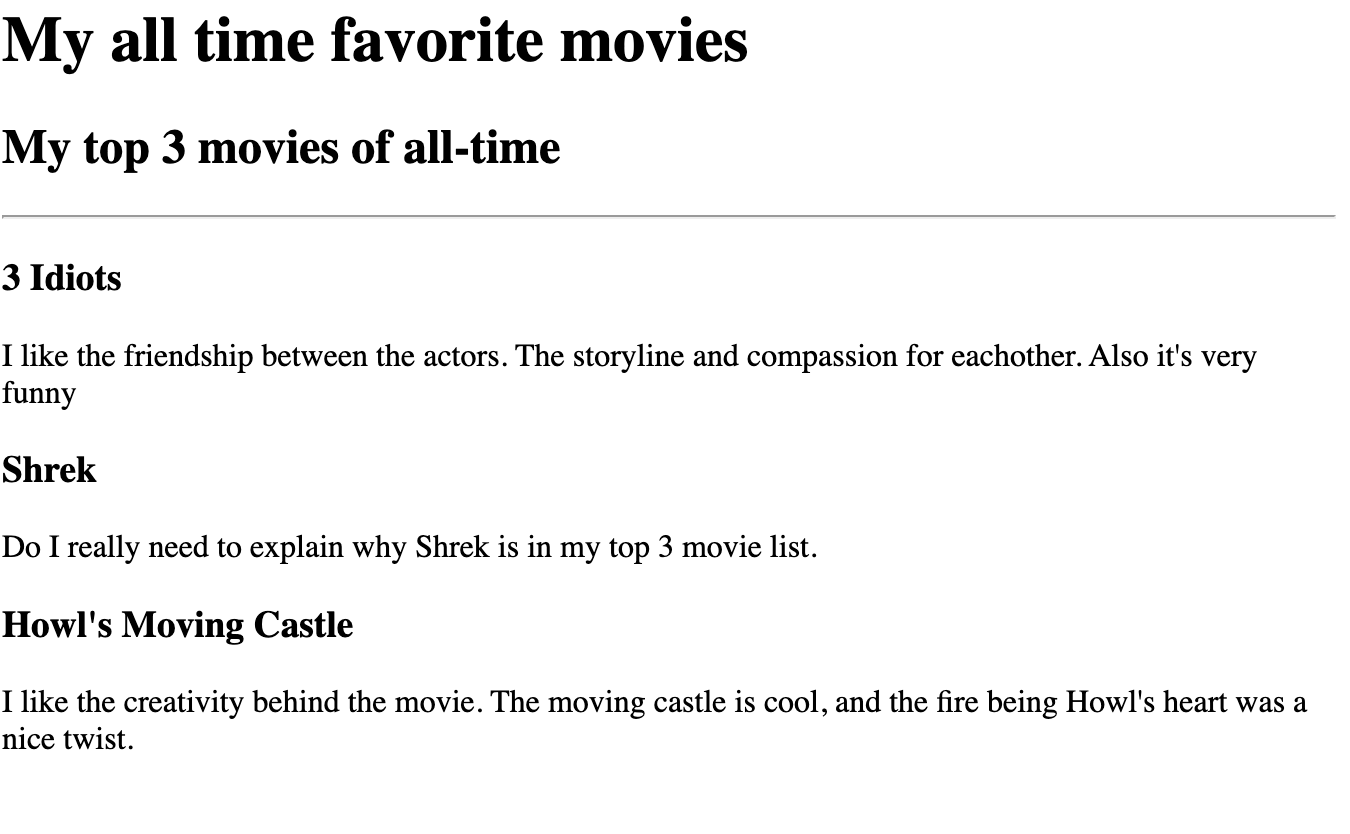 My all time favorite movies
My top 3 movies of all-time
3 Idiots
I like the friendship between the actors. The storyline and compassion for eachother. Also it's very
funny
Shrek
Do I really need to explain why Shrek is in my top 3 movie list.
Howl's Moving Castle
I like the creativity behind the movie. The moving castle is cool, and the fire being Howl's heart was a
nice twist.